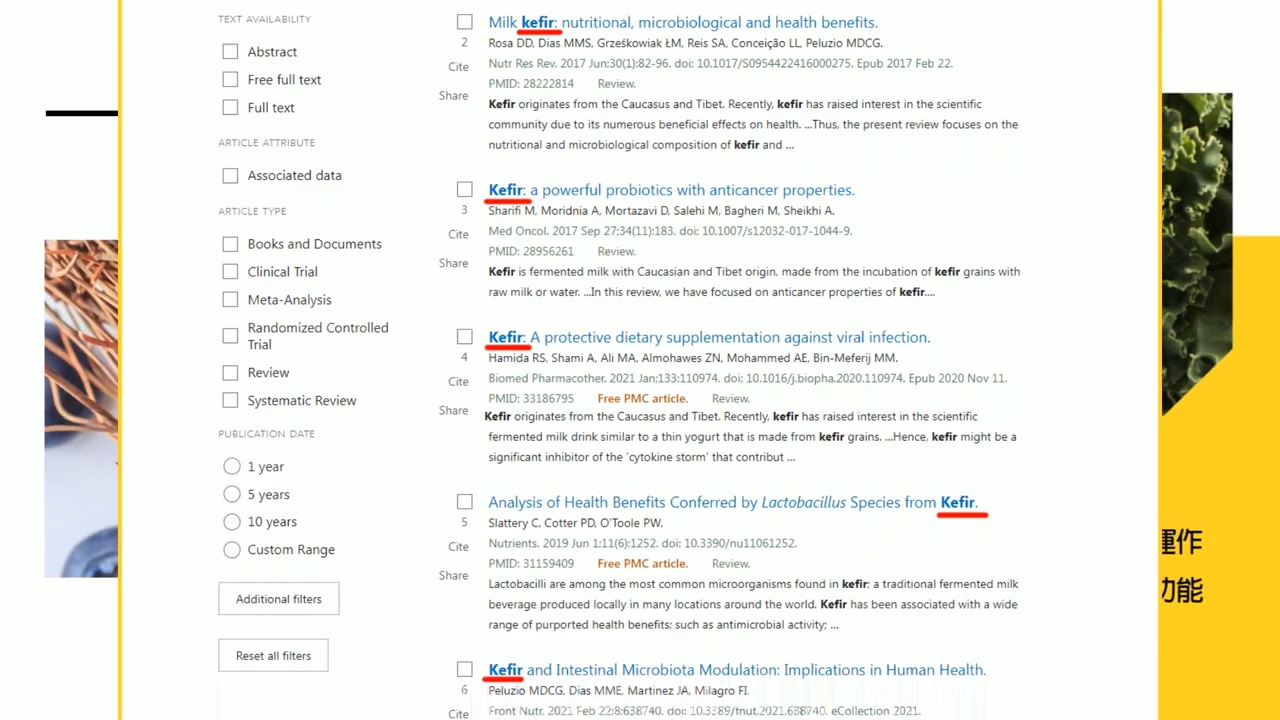 TEXT AVAILABILITY
Abstract
Free full text
Full text
ARTICLE ATTRIBUTE
Associated data
ARTICLE TYPE
Books and Documents
Clinical Trial
Meta-Analysis
Randomized Controlled
Trial
Review
Systematic Review
PUBLICATION DATE
1 year
5 years
10 years
Custom Range
Additional filters
Reset all filters
Milk kefir: nutritional, microbiological and health benefits.
2
Rosa DD, Dias MMS, Grześkowiak ŁM, Reis SA, Conceição LL, Peluzio MDCG.
Cite
Nutr Res Rev. 2017 Jun;30(1):82-96. doi: 10.1017/S0954422416000275. Epub 2017 Feb 22.
PMID: 28222814 Review.
Share
Kefir originates from the Caucasus and Tibet. Recently, kefir has raised interest in the scientific
community due to its numerous beneficial effects on health. ...Thus, the present review focuses on the
nutritional and microbiological composition of kefir and ...
Kefir: a powerful probiotics with anticancer properties.
3
Sharifi M, Moridnia A, Mortazavi D, Salehi M, Bagheri M, Sheikhi A.
Cite
Med Oncol. 2017 Sep 27;34(11):183. doi: 10.1007/s12032-017-1044-9.
PMID: 28956261 Review.
Share
Kefir is fermented milk with Caucasian and Tibet origin, made from the incubation of kefir grains with
raw milk or water. ...In this review, we have focused on anticancer properties of kefir....
Kefir: A protective dietary supplementation against viral infection.
4
Hamida RS, Shami A, Ali MA, Almohawes ZN, Mohammed AE, Bin-Meferij MM.
Cite
Biomed Pharmacother. 2021 Jan;133:110974. doi: 10.1016/j.biopha.2020.110974. Epub 2020 Nov 11.
PMID: 33186795 Free PMC article. Review.
Share
Kefir originates from the Caucasus and Tibet. Recently, kefir has raised interest in the scientific
fermented milk drink similar to a thin yogurt that is made from kefir grains. ...Hence, kefir might be a
significant inhibitor of the 'cytokine storm' that contribut ...
Analysis of Health Benefits Conferred by Lactobacillus Species from Kefir.
5
Slattery C, Cotter PD, O'Toole PW.
Cite
Nutrients. 2019 Jun 1;11(6):1252. doi: 10.3390/nu11061252.
PMID: 31159409 Free PMC article. Review.
Share
Lactobacilli are among the most common microorganisms found in kefir; a traditional fermented milk
beverage produced locally in many locations around the world. Kefir has been associated with a wide
range of purported health benefits; such as antimicrobial activity; ...
Kefir and Intestinal Microbiota Modulation: Implications in Human Health.
6
Peluzio MDCG, Dias MME, Martinez JA, Milagro FI.
Cite
Front Nutr. 2021 Feb 22;8:638740. doi: 10.3389/fnut.2021.638740. eCollection 2021.
運作
功能